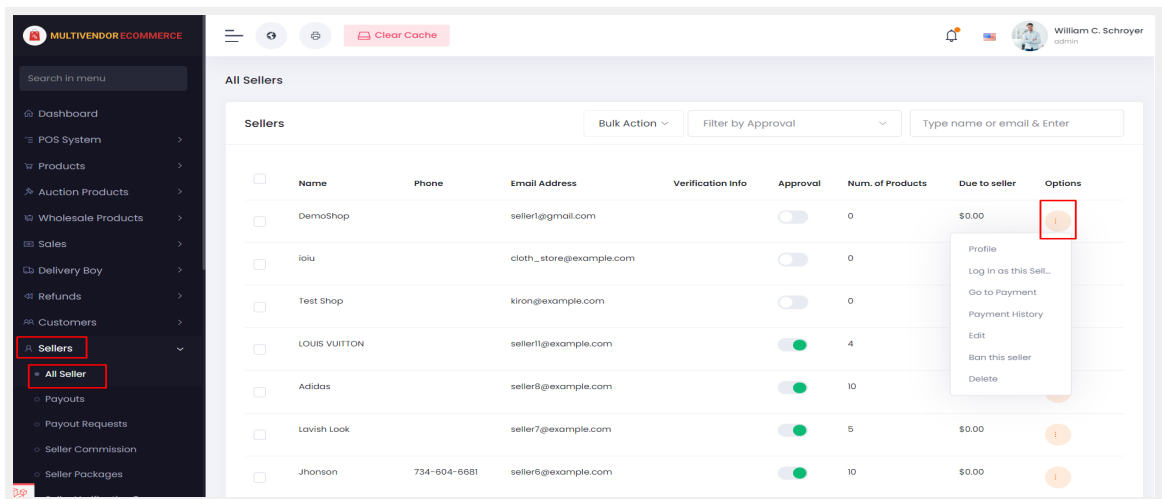 MULTIVENDOR ECOMMERCE
Clear Cache
William C. Schroyer
admin
Search in menu
Dashboard
POS System
Products
Auction Products
Wholesale Products
Sales
Delivery Boy
Refunds
Customers
Sellers
All Seller
Payouts
Payout Requests
Seller Commission
Seller Packages
All Sellers
Sellers
Bulk Action
Filter by Approval
Type name or email & Enter
Name Phone Email Address Verification Info Approval Num. of Products Due to seller Options
DemoShop seller1@gmail.com 0 $0.00
ioiu cloth_store@example.com 0
Test Shop kiron@example.com 0
LOUIS VUITTON seller11@example.com 4
Adidas seller8@example.com 10
Lavish Look seller7@example.com 5 $0.00
Jhonson 734-604-6681 seller6@example.com 10 $0.00
Profile
Log in as this Sell...
Go to Payment
Payment History
Edit
Ban this seller
Delete